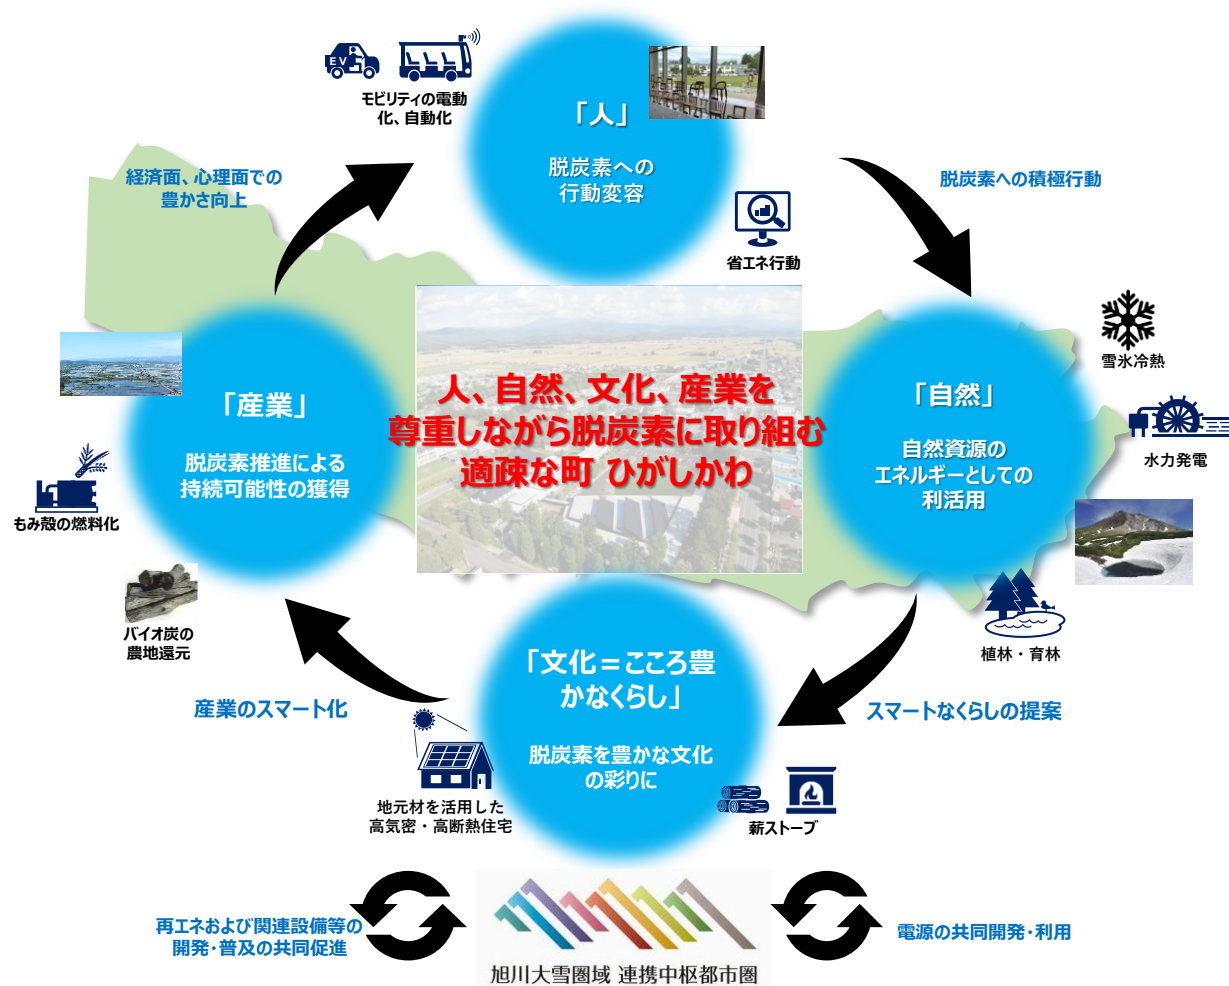 EV
モビリティの電動
化、自動化
「人」
脱炭素への
行動変容
経済面、心理面での
豊かさ向上
脱炭素への積極行動
省エネ行動
雪氷冷熱
「産業」
脱炭素推進による
持続可能性の獲得
人、自然、文化、産業を
尊重しながら脱炭素に取り組む
適疎な町 ひがしかわ
「自然」
自然資源の
エネルギーとしての
利活用
水力発電
もみ殻の燃料化
バイオ炭の
農地還元
植林・育林
「文化=こころ豊
かなくらし」
脱炭素を豊かな文化
の彩りに
産業のスマート化
スマートなくらしの提案
地元材を活用した
高気密・高断熱住宅
薪ストーブ
再エネおよび関連設備等の
開発・普及の共同促進
電源の共同開発・利用
旭川大雪圏域 連携中枢都市圏